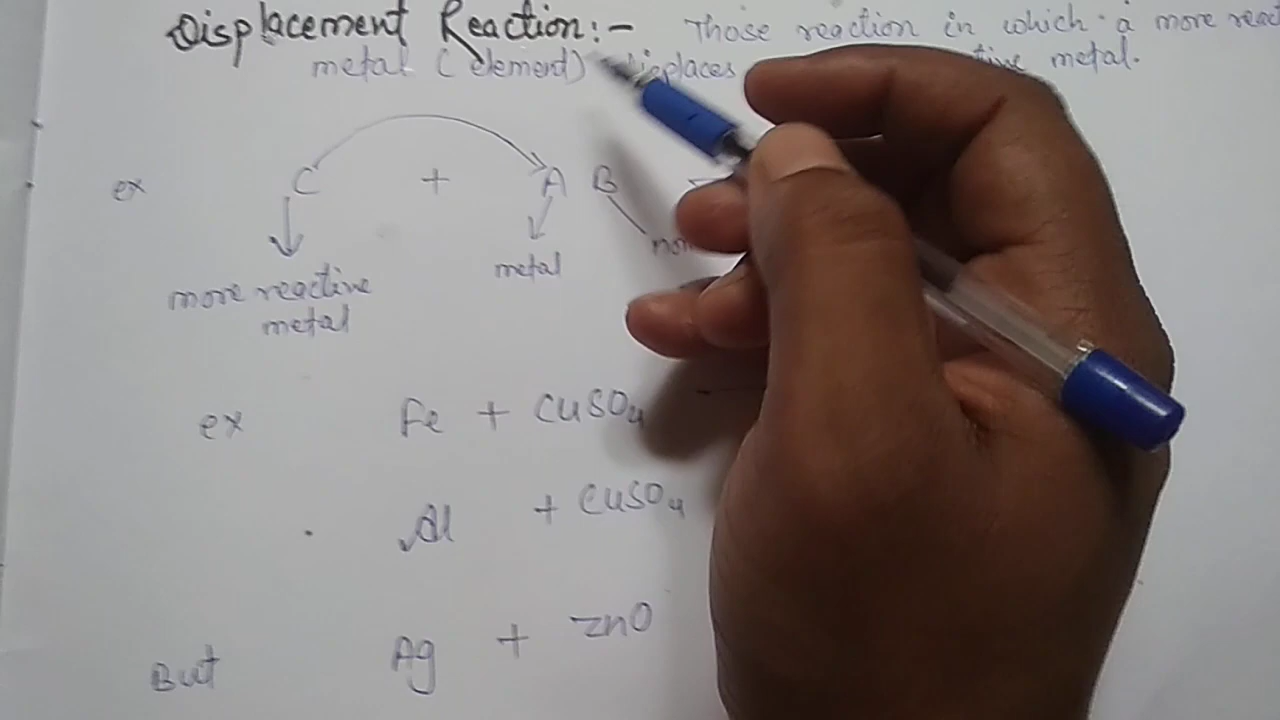 Displacement Reaction:- Those reaction in which a more
metal (element) displaces metal.
ex C + A B
metal
more reactive
metal
ex Fe + CuSO4
Al + CuSO4
But Ag + ZnO